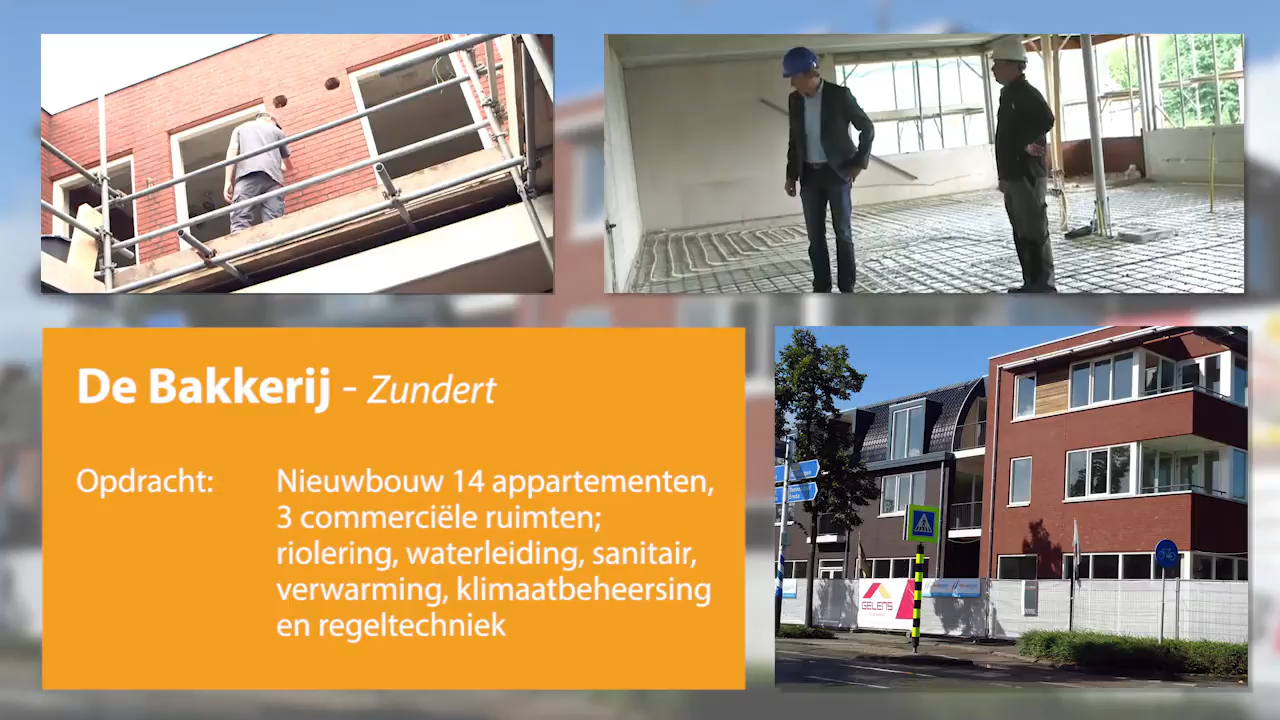 De Bakkerij - Zundert
Opdracht: Nieuwbouw 14 appartementen,
3 commerciële ruimten;
riolering, waterleiding, sanitair,
verwarming, klimaatbeheersing
en regeltechniek
GELENS